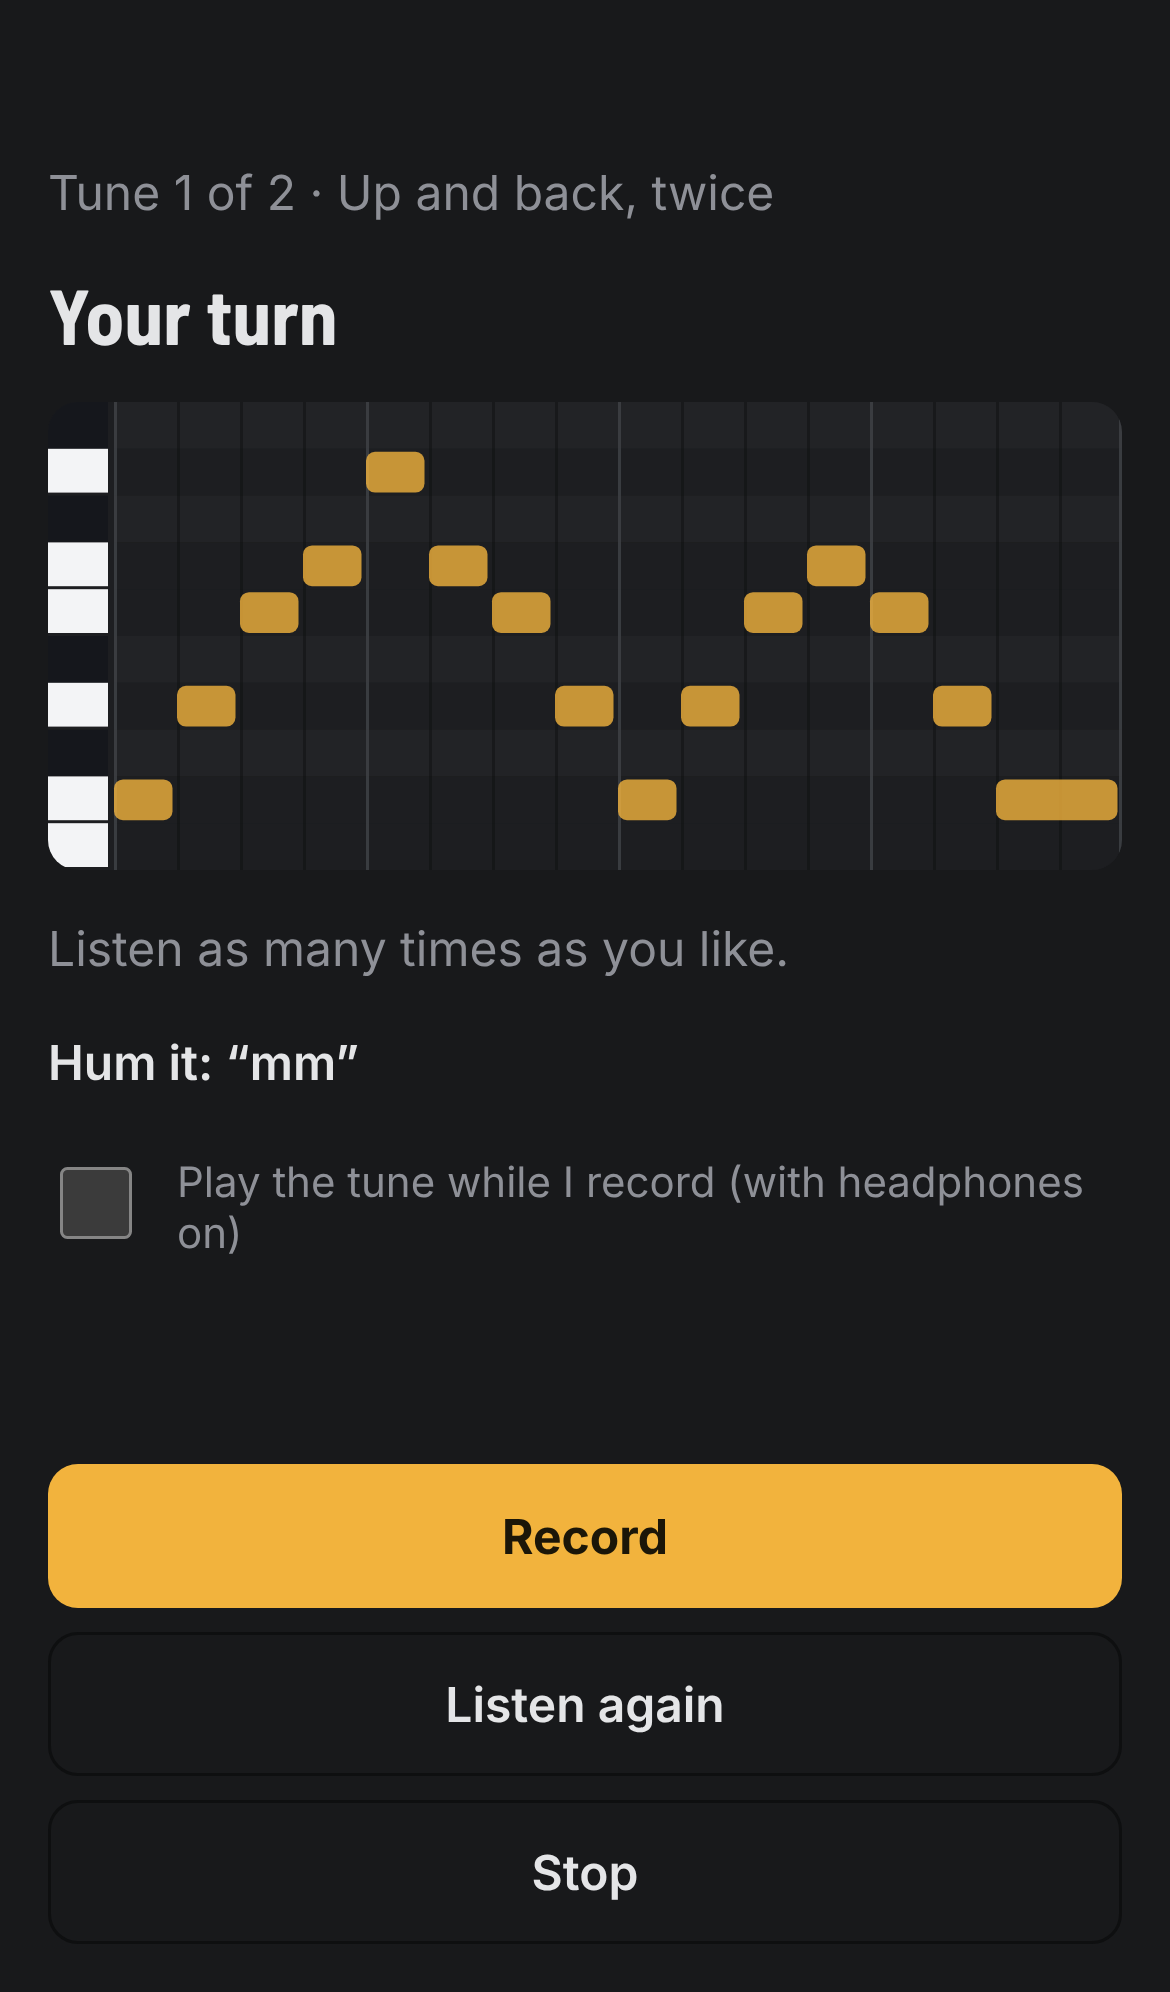 Tune 1 of 2 · Up and back, twice
Your turn
Listen as many times as you like.
Hum it: “mm”
Play the tune while I record (with headphones
on)
Record
Listen again
Stop